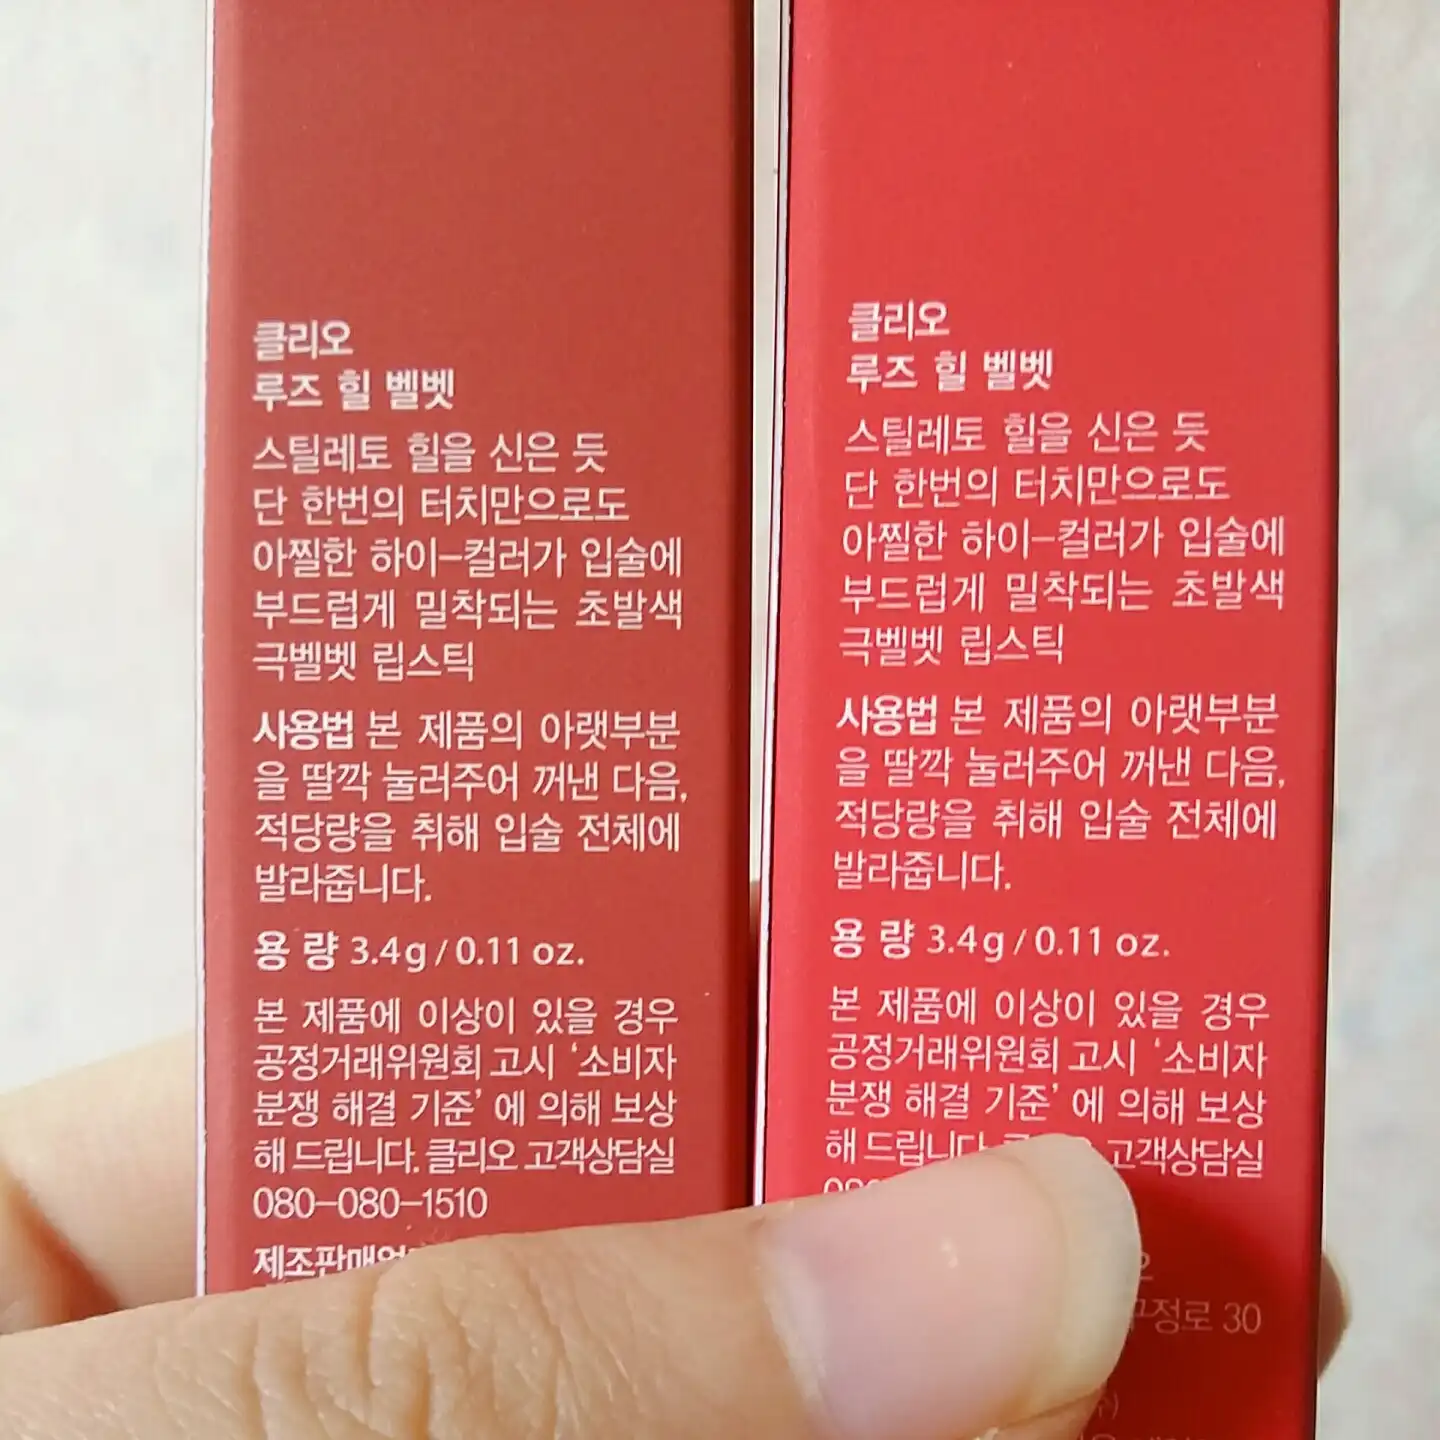 클리오
루즈 힐 벨벳
스틸레토 힐을 신은 듯
단 한번의 터치만으로도
아찔한 하이-컬러가 입술에
부드럽게 밀착되는 초발색
극벨벳 립스틱
사용법 본 제품의 아랫부분
을 딸깍 눌러주어 꺼낸 다음,
적당량을 취해 입술 전체에
발라줍니다.
용 량 3.4g / 0.11 oz.
본 제품에 이상이 있을 경우
공정거래위원회 고시 ‘소비자
분쟁 해결 기준’ 에 의해 보상
해 드립니다. 클리오 고객상담실
080-080-1510
클리오
루즈 힐 벨벳
스틸레토 힐을 신은 듯
단 한번의 터치만으로도
아찔한 하이-컬러가 입술에
부드럽게 밀착되는 초발색
극벨벳 립스틱
사용법 본 제품의 아랫부분
을 딸깍 눌러주어 꺼낸 다음,
적당량을 취해 입술 전체에
발라줍니다.
용 량 3.4g / 0.11 oz.
본 제품에 이상이 있을 경우
공정거래위원회 고시 ‘소비자
분쟁 해결 기준’ 에 의해 보상
해 드립니다. 고객상담실
30